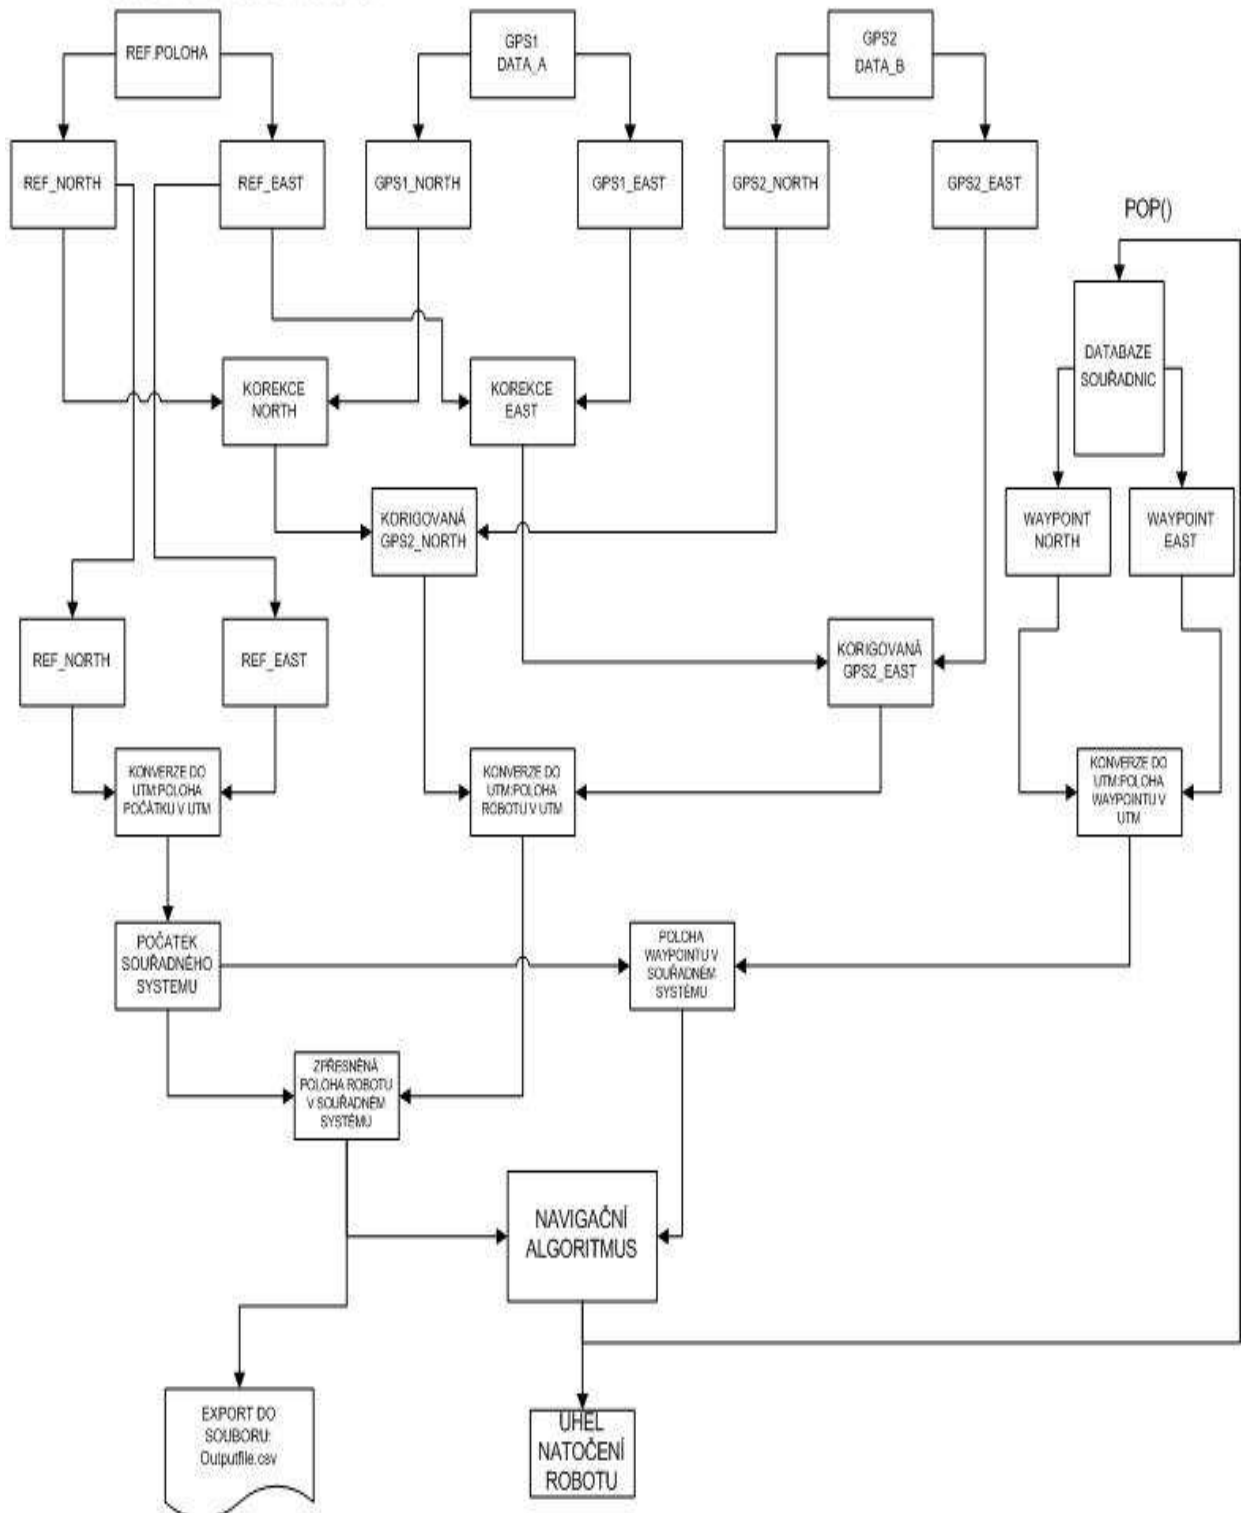 REF.POLOHA
GPS1
DATA_A
GPS2
DATA_B
REF_NORTH
REF_EAST
GPS1_NORTH
GPS1_EAST
GPS2_NORTH
GPS2_EAST
POP()
DATABAZE
SOUŘADNIC
KOREKCE
NORTH
KOREKCE
EAST
KORIGOVANÁ
GPS2_NORTH
WAYPOINT
NORTH
WAYPOINT
EAST
REF_NORTH
REF_EAST
KORIGOVANÁ
GPS2_EAST
KONVERZE DO
UTM:POLOHA
POČÁTKU V UTM
KONVERZE DO
UTM:POLOHA
ROBOTU V UTM
KONVERZE DO
UTM:POLOHA
WAYPOINTU V
UTM
POČATEK
SOUŘADNÉHO
SYSTEMU
POLOHA
WAYPOINTU V
SOUŘADNÉM
SYSTÉMU
ZPŘESNĚNÁ
POLOHA ROBOTU
V SOUŘADNÉM
SYSTÉMU
NAVIGAČNÍ
ALGORITMUS
EXPORT DO
SOUBORU:
Outputfile.csv
UHEL
NATOČENÍ
ROBOTU